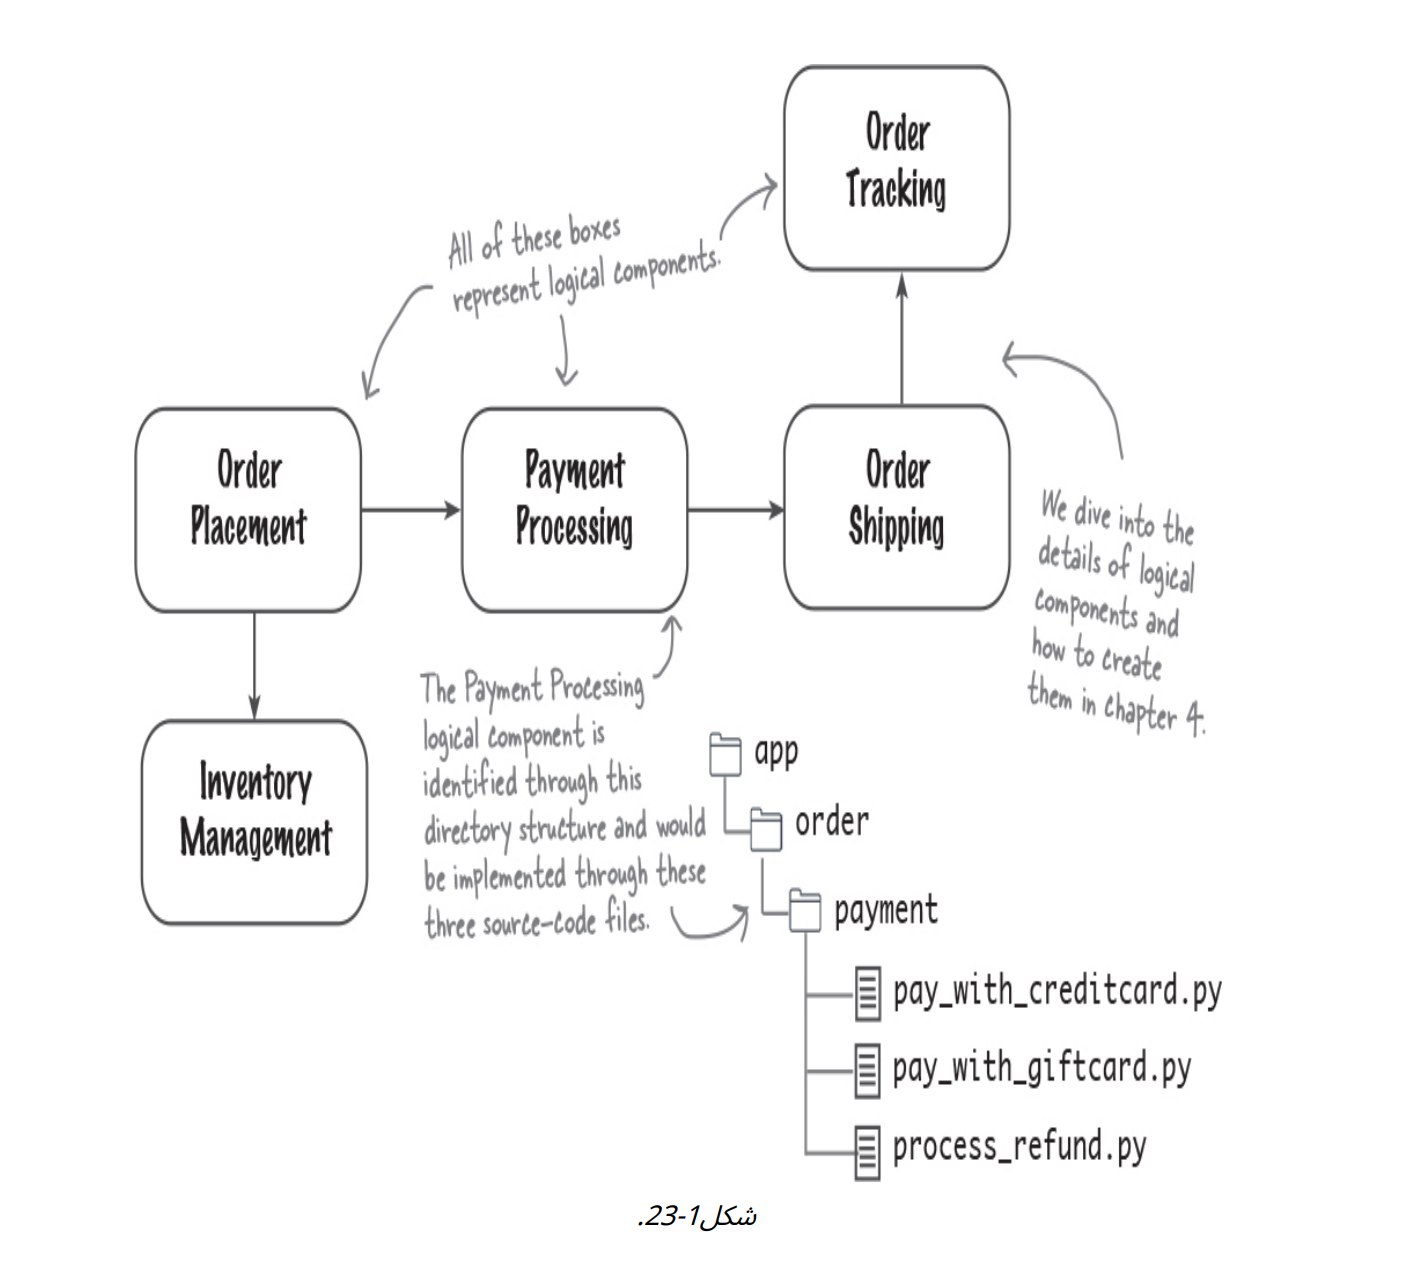 Order
Tracking
All of these boxes
represent logical components.
Order
Placement
Payment
Processing
Order
Shipping
We dive into the
details of logical
components and
how to create
them in chapter 4.
Inventory
Management
The Payment Processing
logical component is
identified through this
directory structure and would
be implemented through these
three source-code files.
app
order
payment
pay_with_creditcard.py
pay_with_giftcard.py
process_refund.py
شکل1-23.